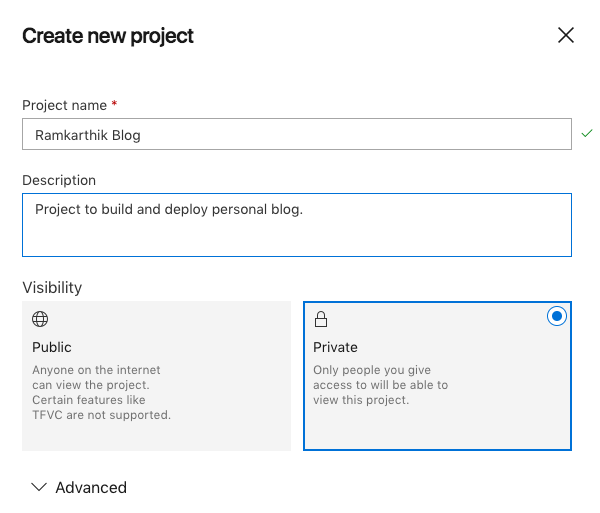 Create new project
Project name *
Ramkarthik Blog
Description
Project to build and deploy personal blog.
Visibility
Public
Anyone on the internet
can view the project.
Certain features like
TFVC are not supported.
Private
Only people you give
access to will be able to
view this project.
Advanced